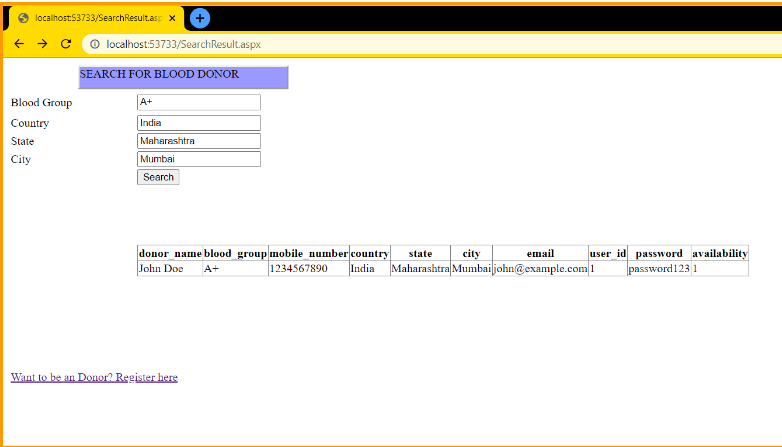 localhost:53733/SearchResult.asp
localhost:53733/SearchResult.aspx
SEARCH FOR BLOOD DONOR
Blood Group A+
Country India
State Maharashtra
City Mumbai
Search
donor_name blood_group mobile_number country state city email user_id password availability
John Doe A+ 1234567890 India Maharashtra Mumbai john@example.com 1 password123 1
Want to be an Donor? Register here